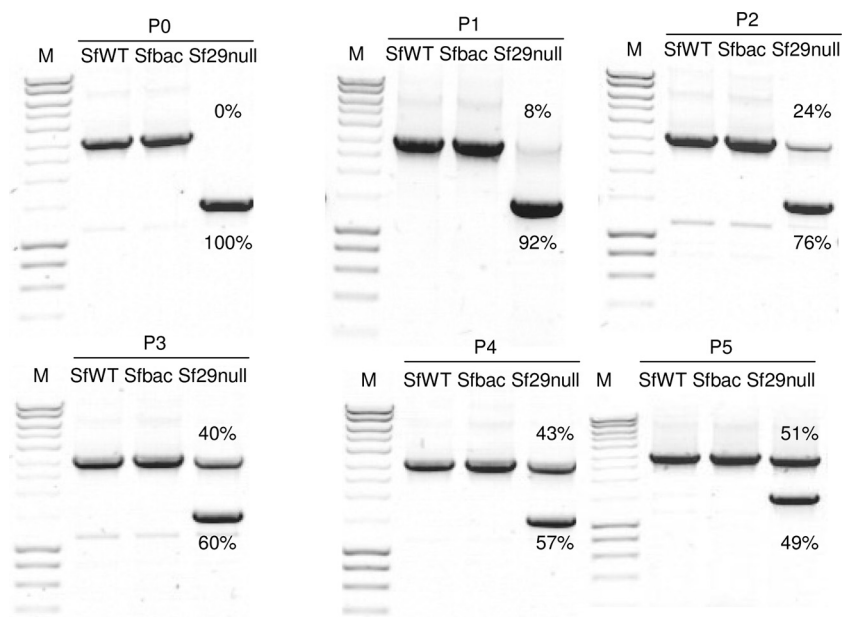 P0
M SfWT Sfbac Sf29null
0%
100%
P1
M SfWT Sfbac Sf29null
8%
92%
P2
M SfWT Sfbac Sf29null
24%
76%
P3
M SfWT Sfbac Sf29null
40%
60%
P4
M SfWT Sfbac Sf29null
43%
57%
P5
M SfWT Sfbac Sf29null
51%
49%